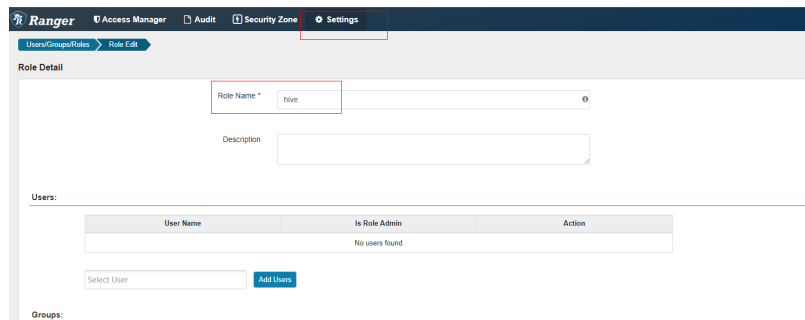 Ranger Access Manager Audit Security Zone Settings
Users/Groups/Roles Role Edit
Role Detail
Role Name * hive
Description
Users:
User Name Is Role Admin Action
No users found
Select User Add Users
Groups: